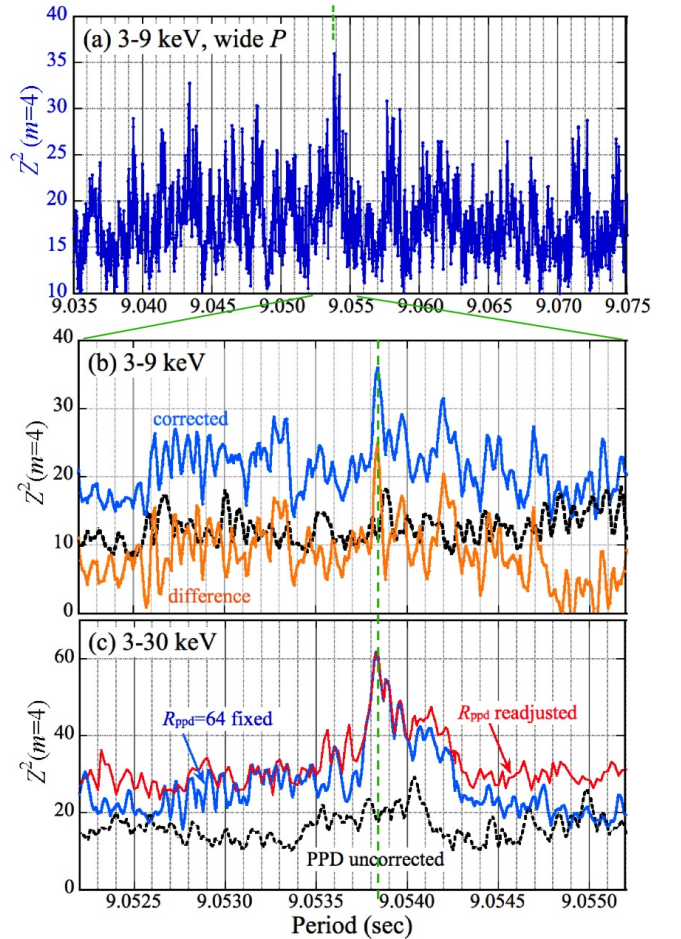 (a) 3-9 keV, wide P
40
35
30
25
20
15
10
Z² (m=4)
9.035 9.040 9.045 9.050 9.055 9.060 9.065 9.070 9.075
(b) 3-9 keV
40
30
20
10
0
Z²(m=4)
corrected
difference
(c) 3-30 keV
60
40
20
0
Z²(m=4)
Rppd=64 fixed
Rppd readjusted
PPD uncorrected
9.0525 9.0530 9.0535 9.0540 9.0545 9.0550
Period (sec)